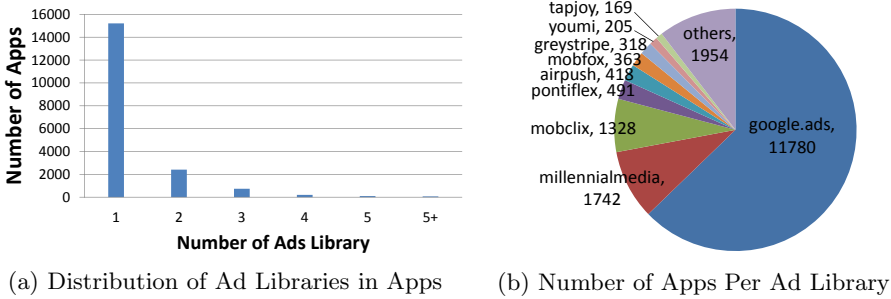 Number of Apps
16000
14000
12000
10000
8000
6000
4000
2000
0
1 2 3 4 5 5+
Number of Ads Library
(a) Distribution of Ad Libraries in Apps
tapjoy, 169
youmi, 205
greystripe, 318
mobfox, 363
airpush, 418
pontiflex, 491
mobclix, 1328
millennialmedia,
1742
others,
1954
google.ads,
11780
(b) Number of Apps Per Ad Library